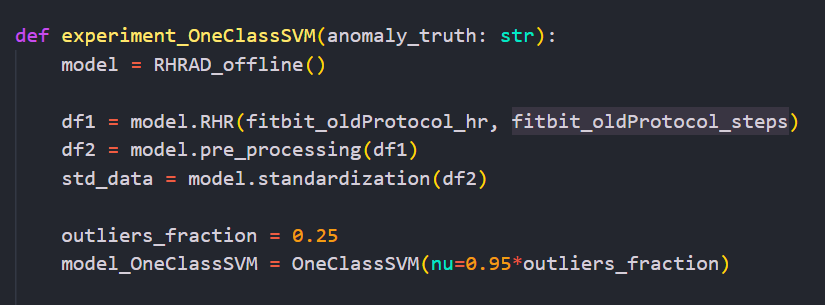 def experiment_OneClassSVM(anomaly_truth: str):
    model = RHRAD_offline()
    df1 = model.RHR(fitbit_oldProtocol_hr, fitbit_oldProtocol_steps)
    df2 = model.pre_processing(df1)
    std_data = model.standardization(df2)
    outliers_fraction = 0.25
    model_OneClassSVM = OneClassSVM(nu=0.95*outliers_fraction)